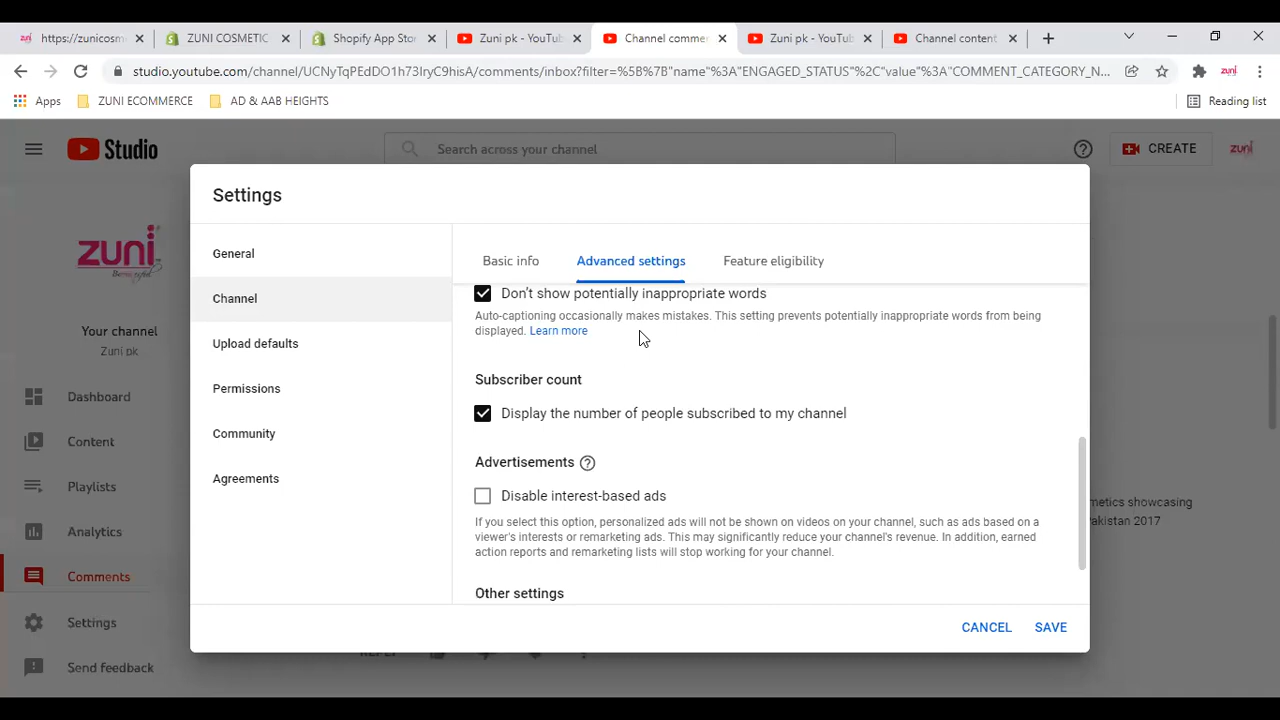 https://zunicosm
ZUNI COSMETIC
Shopify App Stor
Zuni pk - YouTub
Channel comme
Zuni pk - YouTub
Channel content
studio.youtube.com/channel/UCNyTqPEdDO1h73IryC9hisA/comments/inbox?filter=%5B%7B"name"%3A"ENGAGED_STATUS"%2C"value"%3A"COMMENT_CATEGORY_N...
Apps
ZUNI ECOMMERCE
AD & AAB HEIGHTS
Reading list
Studio
Search across your channel
CREATE
zuni
Settings
zuni
Your channel
Zuni pk
Dashboard
Content
Playlists
Analytics
Comments
Settings
Send feedback
General
Channel
Upload defaults
Permissions
Community
Agreements
Basic info
Advanced settings
Feature eligibility
Don't show potentially inappropriate words
Auto-captioning occasionally makes mistakes. This setting prevents potentially inappropriate words from being
displayed. Learn more
Subscriber count
Display the number of people subscribed to my channel
Advertisements
Disable interest-based ads
If you select this option, personalized ads will not be shown on videos on your channel, such as ads based on a
viewer's interests or remarketing ads. This may significantly reduce your channel's revenue. In addition, earned
action reports and remarketing lists will stop working for your channel.
Other settings
CANCEL
SAVE
metics showcasing
akistan 2017